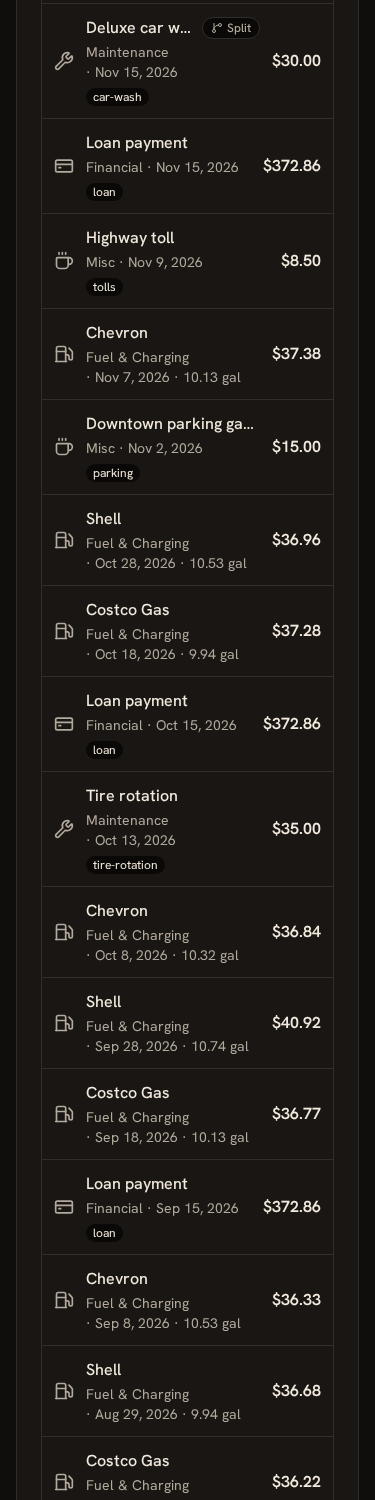 Deluxe car w... Split
Maintenance
· Nov 15, 2026
$30.00
car-wash
Loan payment
Financial · Nov 15, 2026
$372.86
loan
Highway toll
Misc · Nov 9, 2026
$8.50
tolls
Chevron
Fuel & Charging
· Nov 7, 2026 · 10.13 gal
$37.38
Downtown parking ga...
Misc · Nov 2, 2026
$15.00
parking
Shell
Fuel & Charging
· Oct 28, 2026 · 10.53 gal
$36.96
Costco Gas
Fuel & Charging
· Oct 18, 2026 · 9.94 gal
$37.28
Loan payment
Financial · Oct 15, 2026
$372.86
loan
Tire rotation
Maintenance
· Oct 13, 2026
$35.00
tire-rotation
Chevron
Fuel & Charging
· Oct 8, 2026 · 10.32 gal
$36.84
Shell
Fuel & Charging
· Sep 28, 2026 · 10.74 gal
$40.92
Costco Gas
Fuel & Charging
· Sep 18, 2026 · 10.13 gal
$36.77
Loan payment
Financial · Sep 15, 2026
$372.86
loan
Chevron
Fuel & Charging
· Sep 8, 2026 · 10.53 gal
$36.33
Shell
Fuel & Charging
· Aug 29, 2026 · 9.94 gal
$36.68
Costco Gas
Fuel & Charging
$36.22